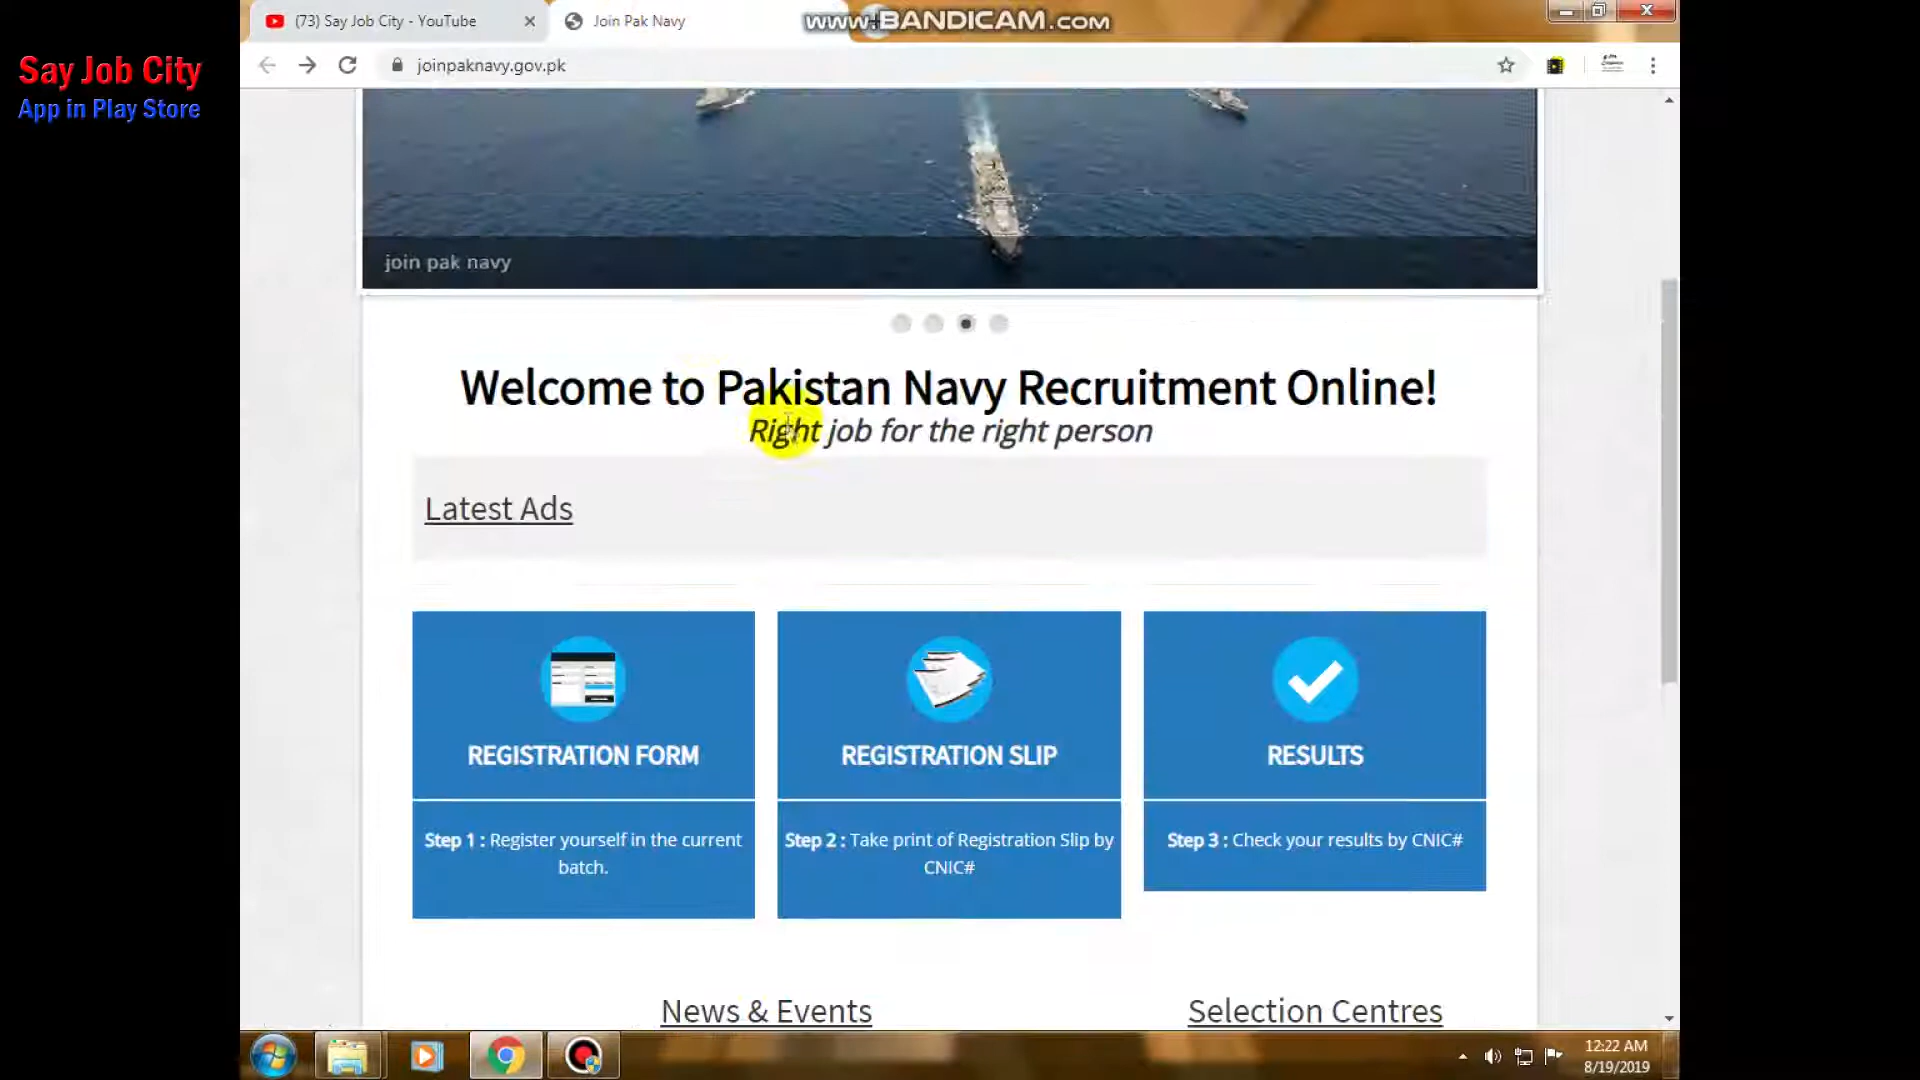 (73) Say Job City - YouTube
Join Pak Navy
www.BANDICAM.com
Say Job City
App in Play Store
joinpaknavy.gov.pk
join pak navy
Welcome to Pakistan Navy Recruitment Online!
Right job for the right person
Latest Ads
REGISTRATION FORM
Step 1 : Register yourself in the current
batch.
REGISTRATION SLIP
Step 2 : Take print of Registration Slip by
CNIC#
RESULTS
Step 3 : Check your results by CNIC#
News & Events
Selection Centres
12:22 AM
8/19/2019